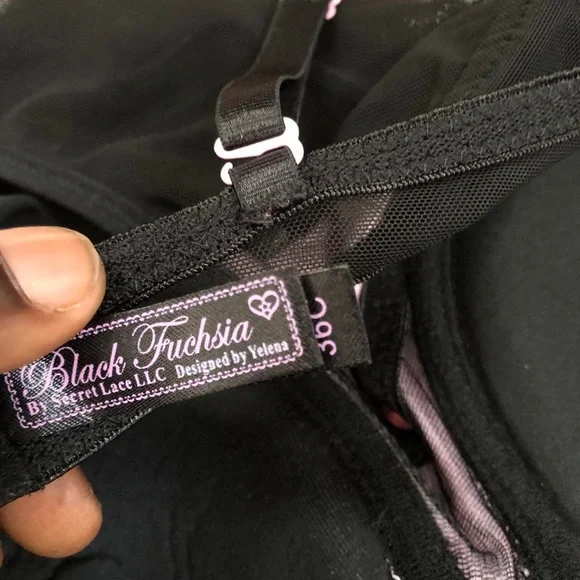 Black Fuchsia
By Secret Lace LLC Designed by Yelena
36C